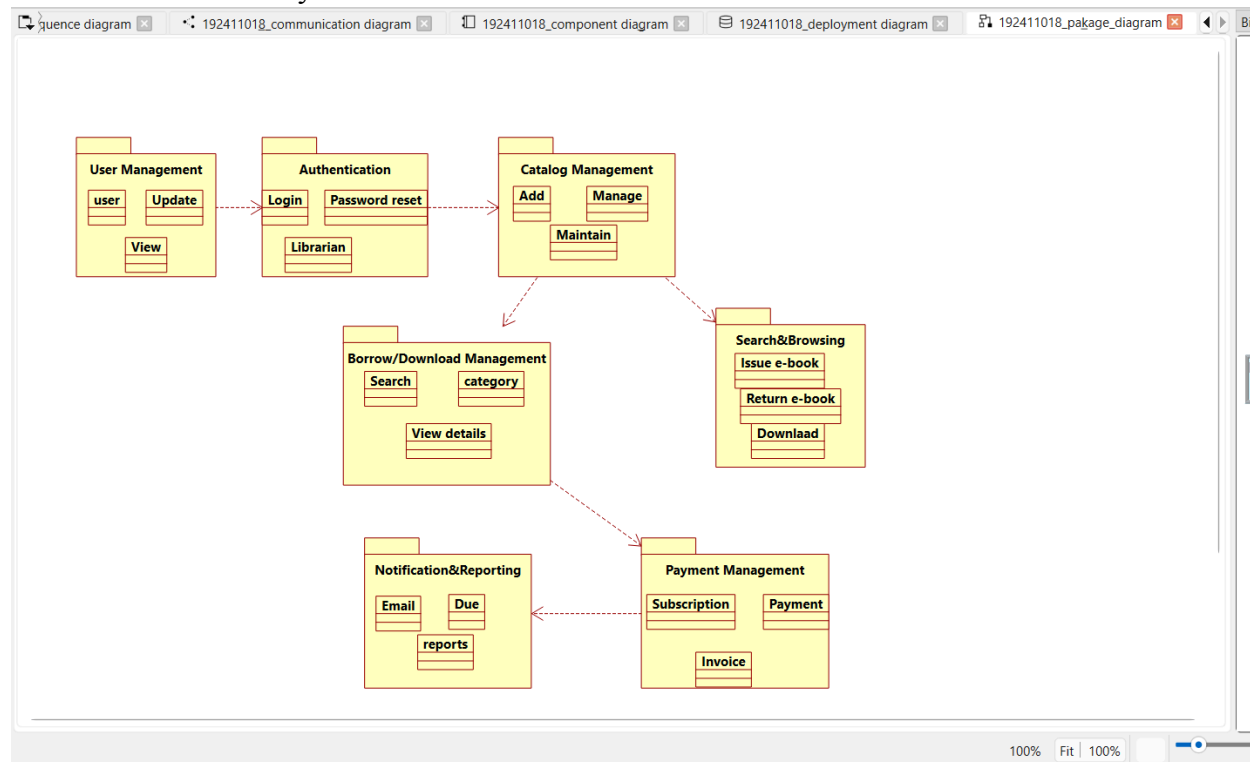 quence diagram
192411018_communication diagram
192411018_component diagram
192411018_deployment diagram
192411018_pakage_diagram
User Management
user
Update
View
Authentication
Login
Password reset
Librarian
Catalog Management
Add
Manage
Maintain
Borrow/Download Management
Search
category
View details
Search&Browsing
Issue e-book
Return e-book
Downlaad
Notification&Reporting
Email
Due
reports
Payment Management
Subscription
Payment
Invoice
100%
Fit
100%